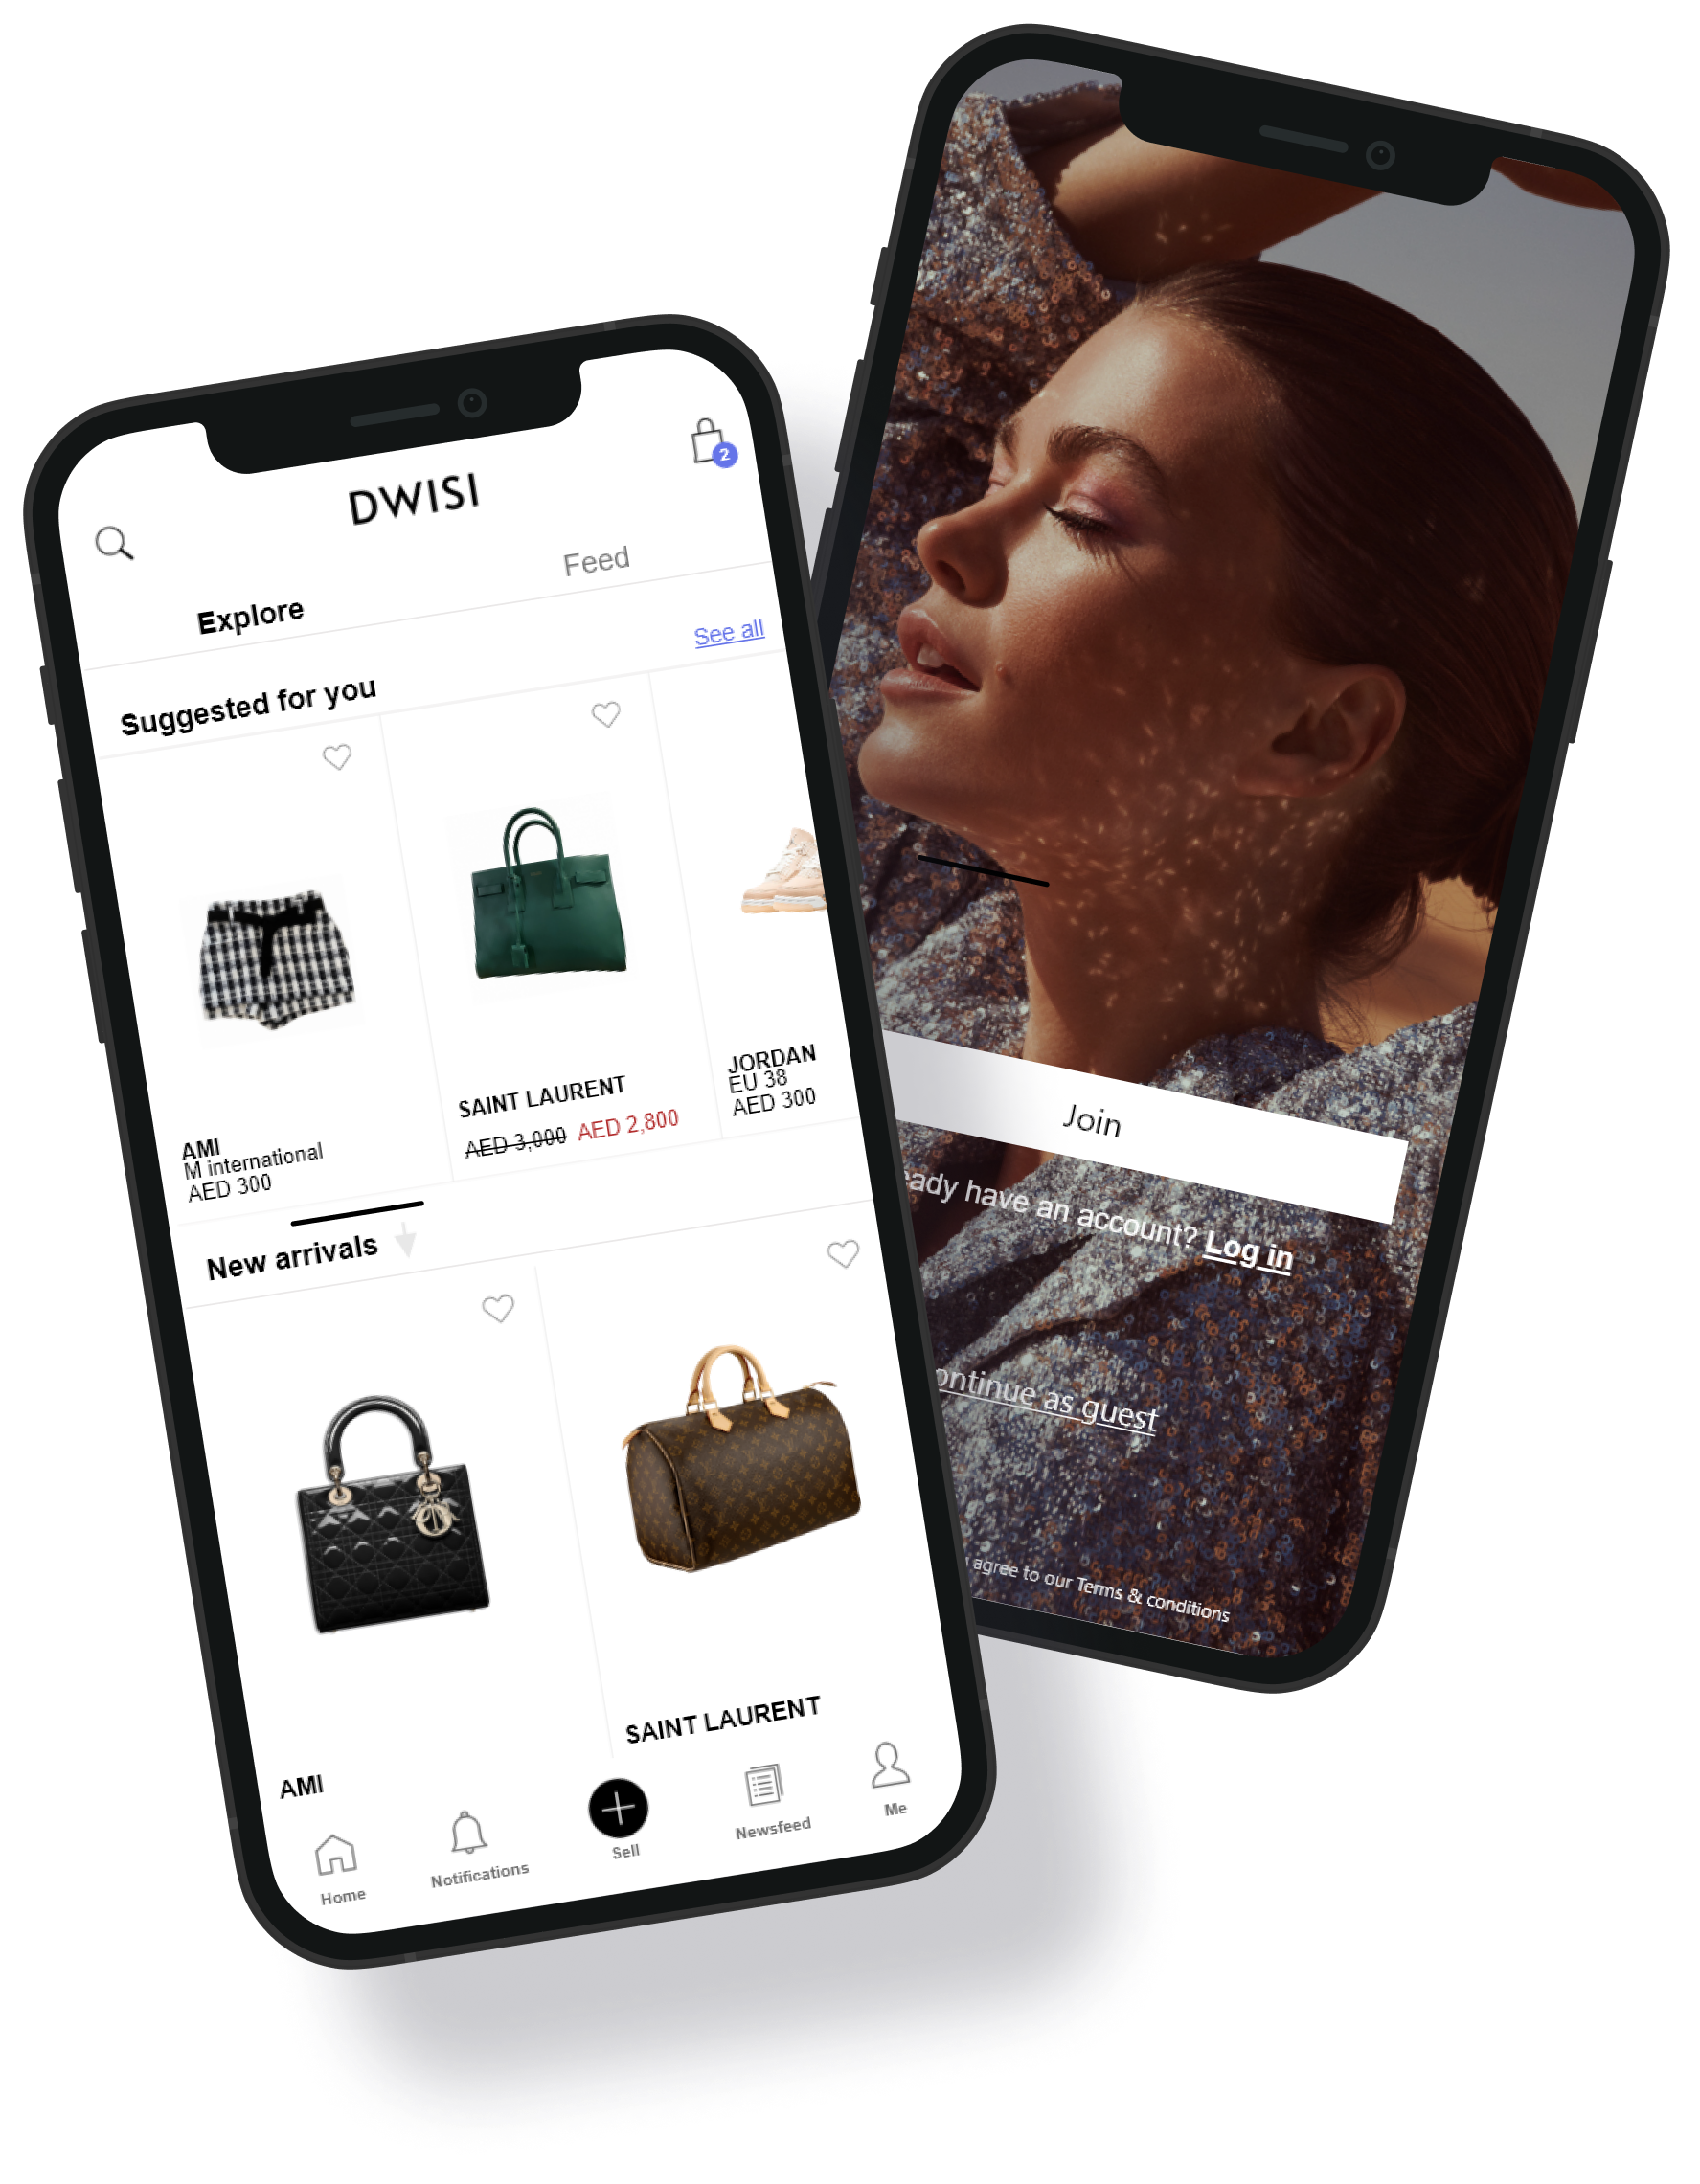 2
DWISI
Feed
Explore
See all
Suggested for you
AMI
M international
AED 300
SAINT LAURENT
AED 3,000 AED 2,800
JORDAN
EU 38
AED 300
New arrivals
AMI
SAINT LAURENT
Home
Notifications
Sell
Newsfeed
Me
Join
eady have an account? Log in
ontinue as guest
agree to our Terms & conditions